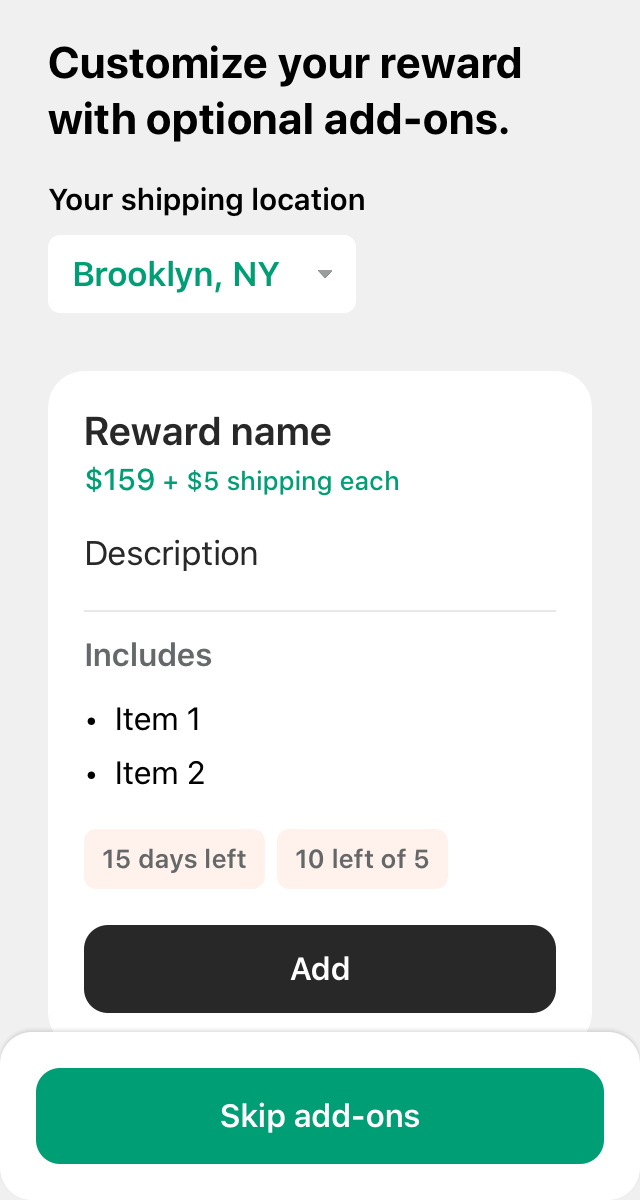 Customize your reward
with optional add-ons.
Your shipping location
Brooklyn, NY
Reward name
$159 + $5 shipping each
Description
Includes
• Item 1
• Item 2
15 days left
10 left of 5
Add
Skip add-ons